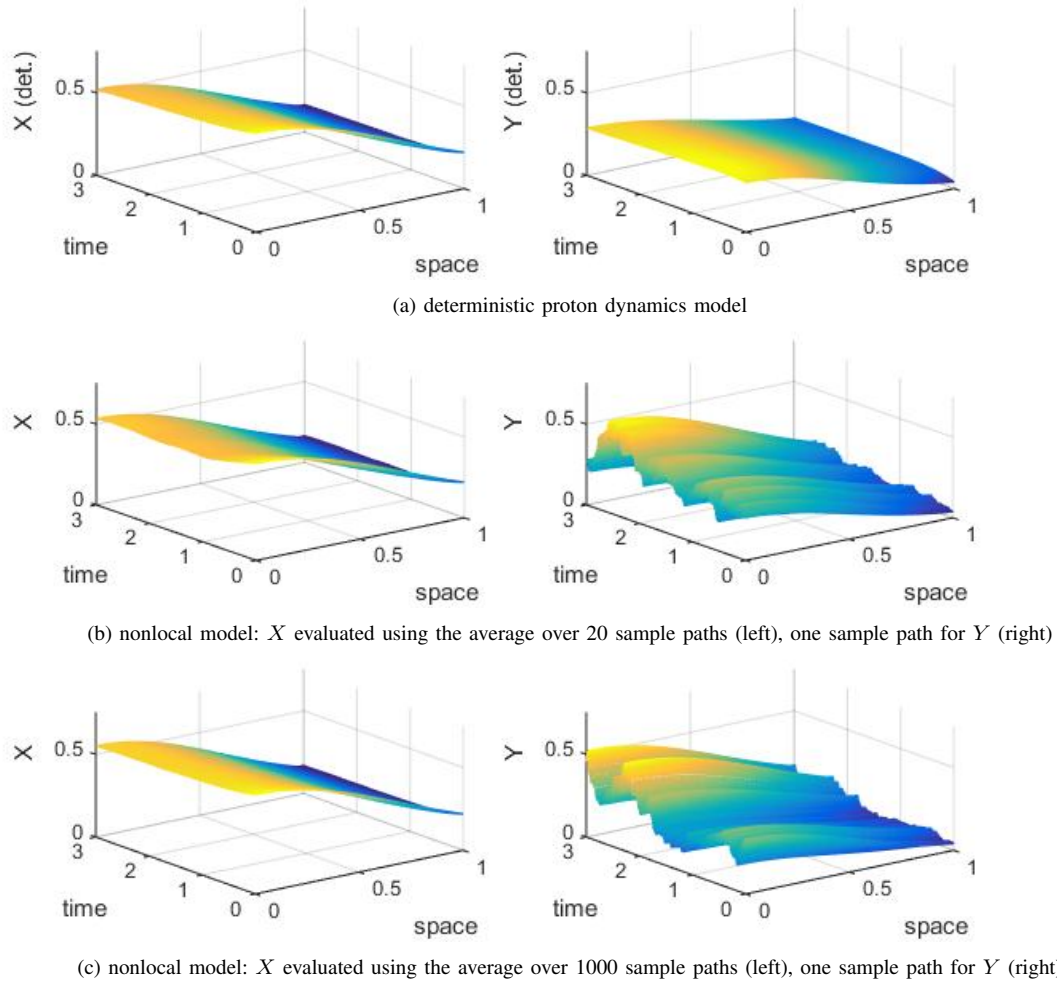 X (det.)
0.5
0
3
2
1
0
time
0
0.5
1
space
Y (det.)
0.5
0
3
2
1
0
time
0
0.5
1
space
(a) deterministic proton dynamics model
X
0.5
0
3
2
1
0
time
0
0.5
1
space
Y
0.5
0
3
2
1
0
time
0
0.5
1
space
(b) nonlocal model: X evaluated using the average over 20 sample paths (left), one sample path for Y (right)
X
0.5
0
3
2
1
0
time
0
0.5
1
space
Y
0.5
0
3
2
1
0
time
0
0.5
1
space
(c) nonlocal model: X evaluated using the average over 1000 sample paths (left), one sample path for Y (right)